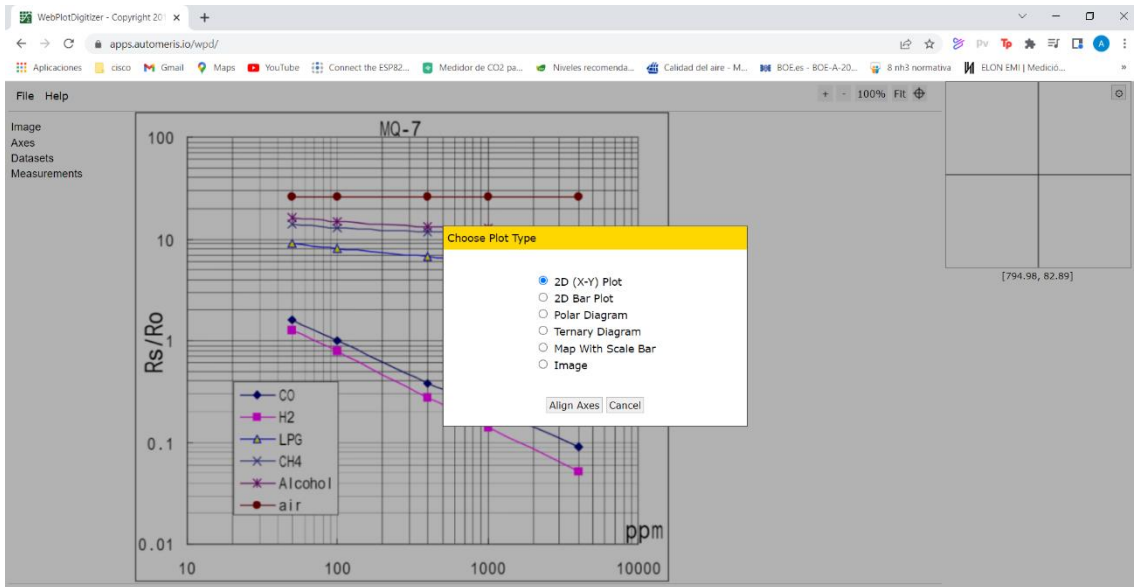 WebPlotDigitizer - Copyright 201
apps.automeris.io/wpd/
Pv Tp A
Aplicaciones cisco Gmail Maps YouTube Connect the ESP82... Medidor de CO2 pa... Niveles recomenda... Calidad del aire - M... BOE.es - BOE-A-20... 8 nh3 normativa ELON EMI | Medició... »
File Help + - 100% Fit
Image
Axes
Datasets
Measurements
MQ-7
100
10
1
0.1
0.01
Rs/Ro
CO
H2
LPG
CH4
Alcohol
air
ppm
10 100 1000 10000
Choose Plot Type
2D (X-Y) Plot
2D Bar Plot
Polar Diagram
Ternary Diagram
Map With Scale Bar
Image
Align Axes Cancel
[794.98, 82.89]